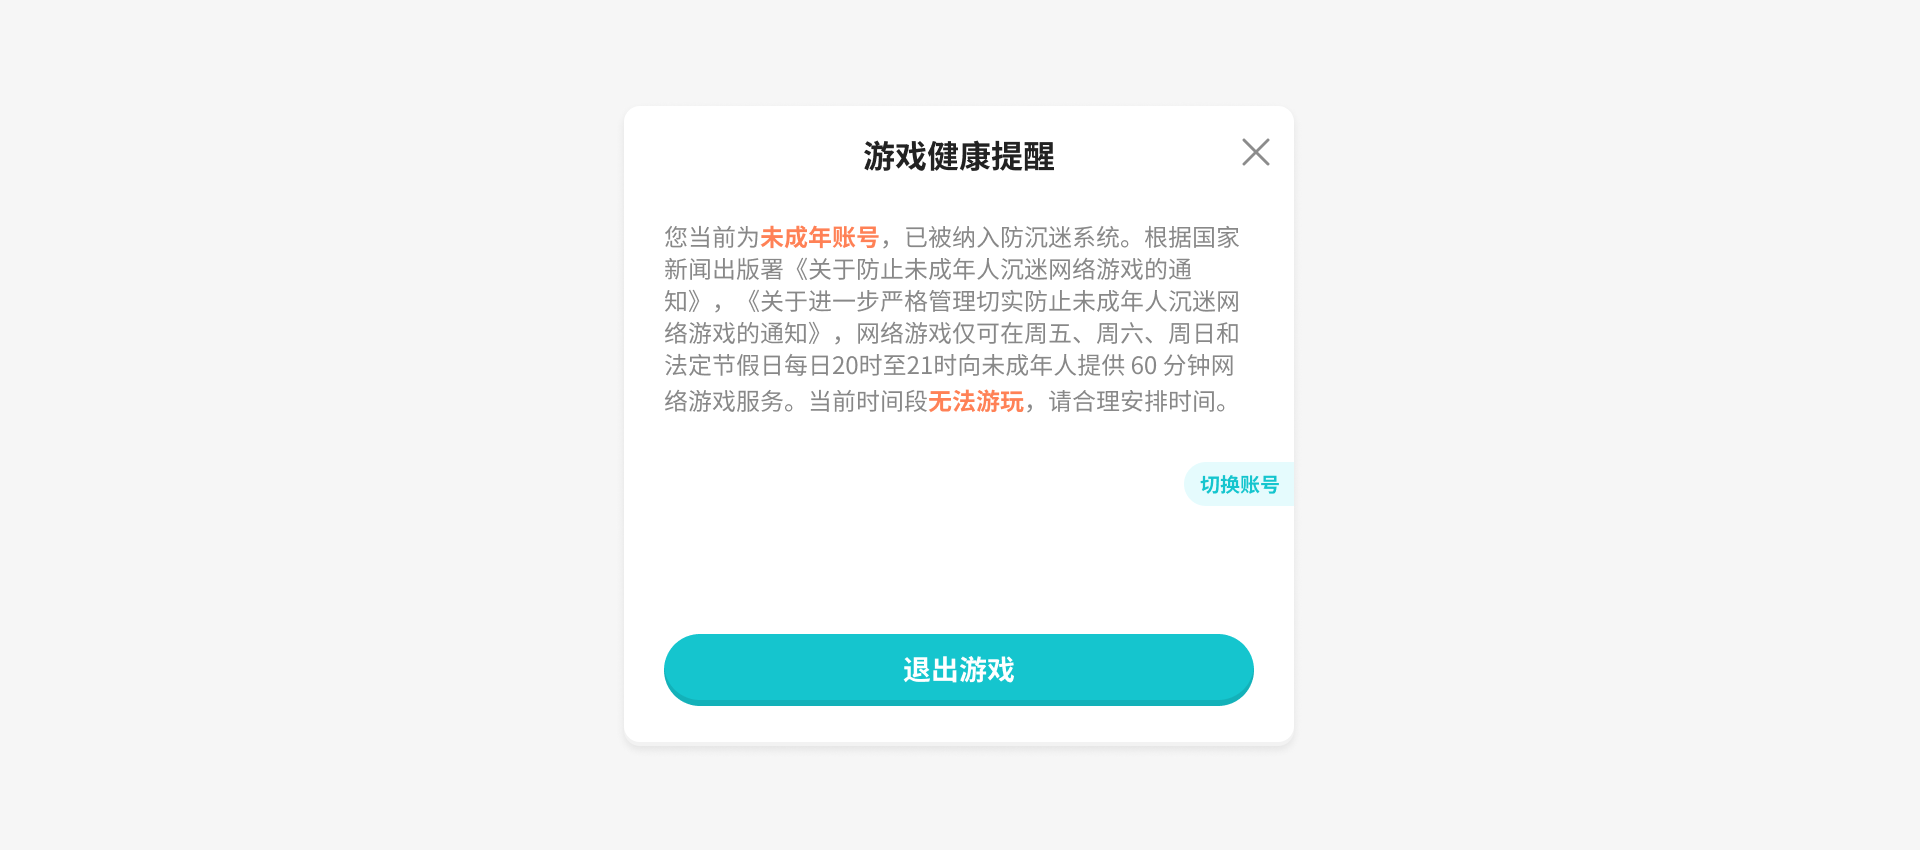 游戏健康提醒
您当前为未成年账号，已被纳入防沉迷系统。根据国家
新闻出版署《关于防止未成年人沉迷网络游戏的通
知》，《关于进一步严格管理切实防止未成年人沉迷网
络游戏的通知》，网络游戏仅可在周五、周六、周日和
法定节假日每日20时至21时向未成年人提供 60 分钟网
络游戏服务。当前时间段无法游玩，请合理安排时间。
切换账号
退出游戏